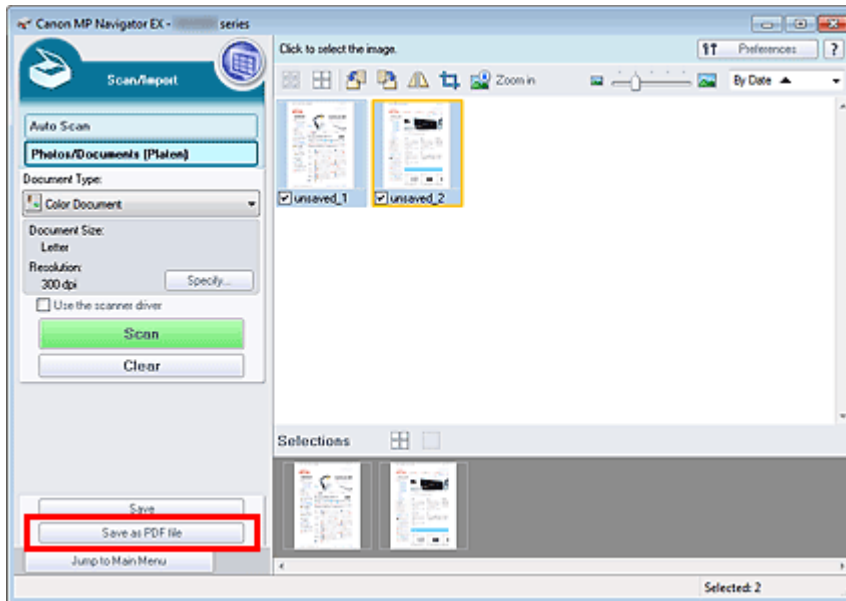 Canon MP Navigator EX - series
Scan/Import
Click to select the image.
Preferences
?
Zoom in
By Date
Auto Scan
Photos/Documents (Platen)
Document Type:
Color Document
Document Size:
Letter
Resolution:
300 dpi
Specify...
Use the scanner driver
Scan
Clear
unsaved_1
unsaved_2
Selections
Save
Save as PDF file
Jump to Main Menu
Selected: 2